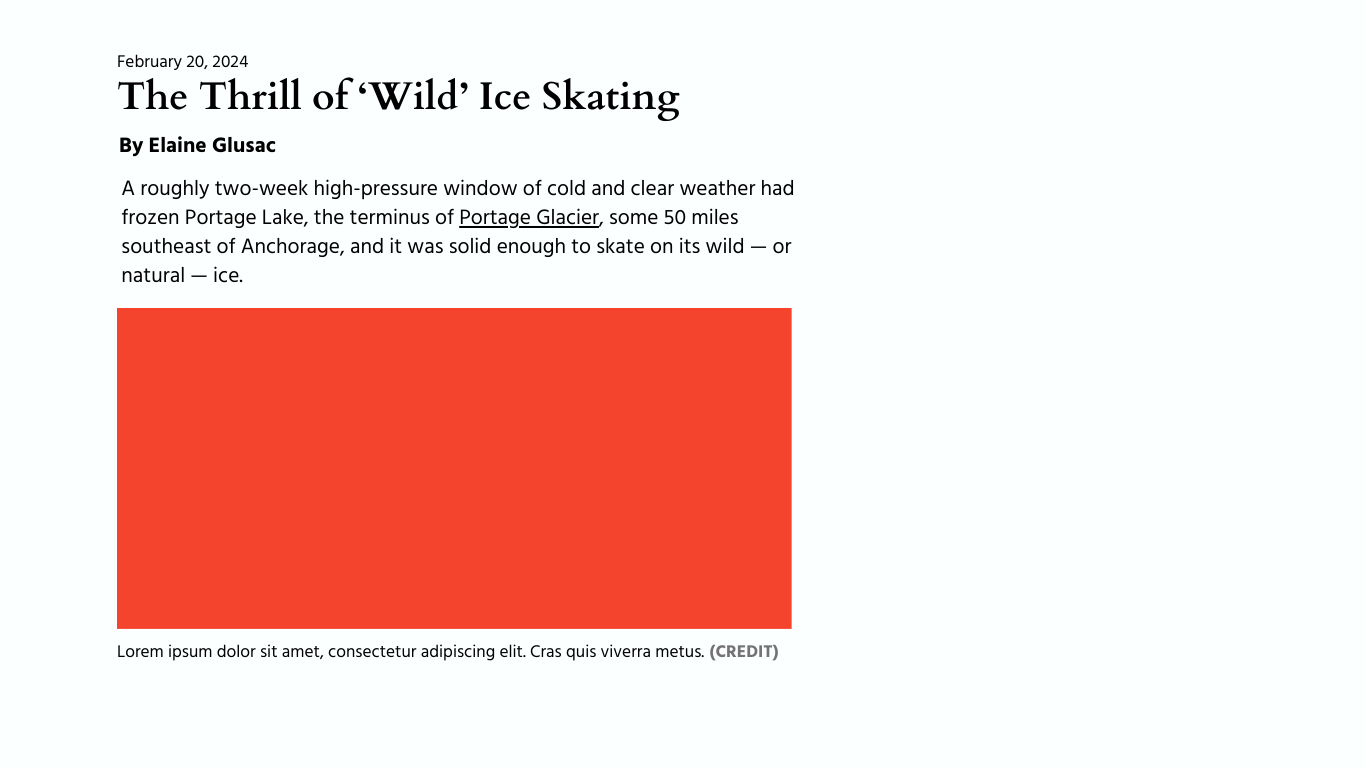 February 20, 2024
The Thrill of ‘Wild’ Ice Skating
By Elaine Glusac
A roughly two-week high-pressure window of cold and clear weather had
frozen Portage Lake, the terminus of Portage Glacier, some 50 miles
southeast of Anchorage, and it was solid enough to skate on its wild — or
natural — ice.
Lorem ipsum dolor sit amet, consectetur adipiscing elit. Cras quis viverra metus. (CREDIT)